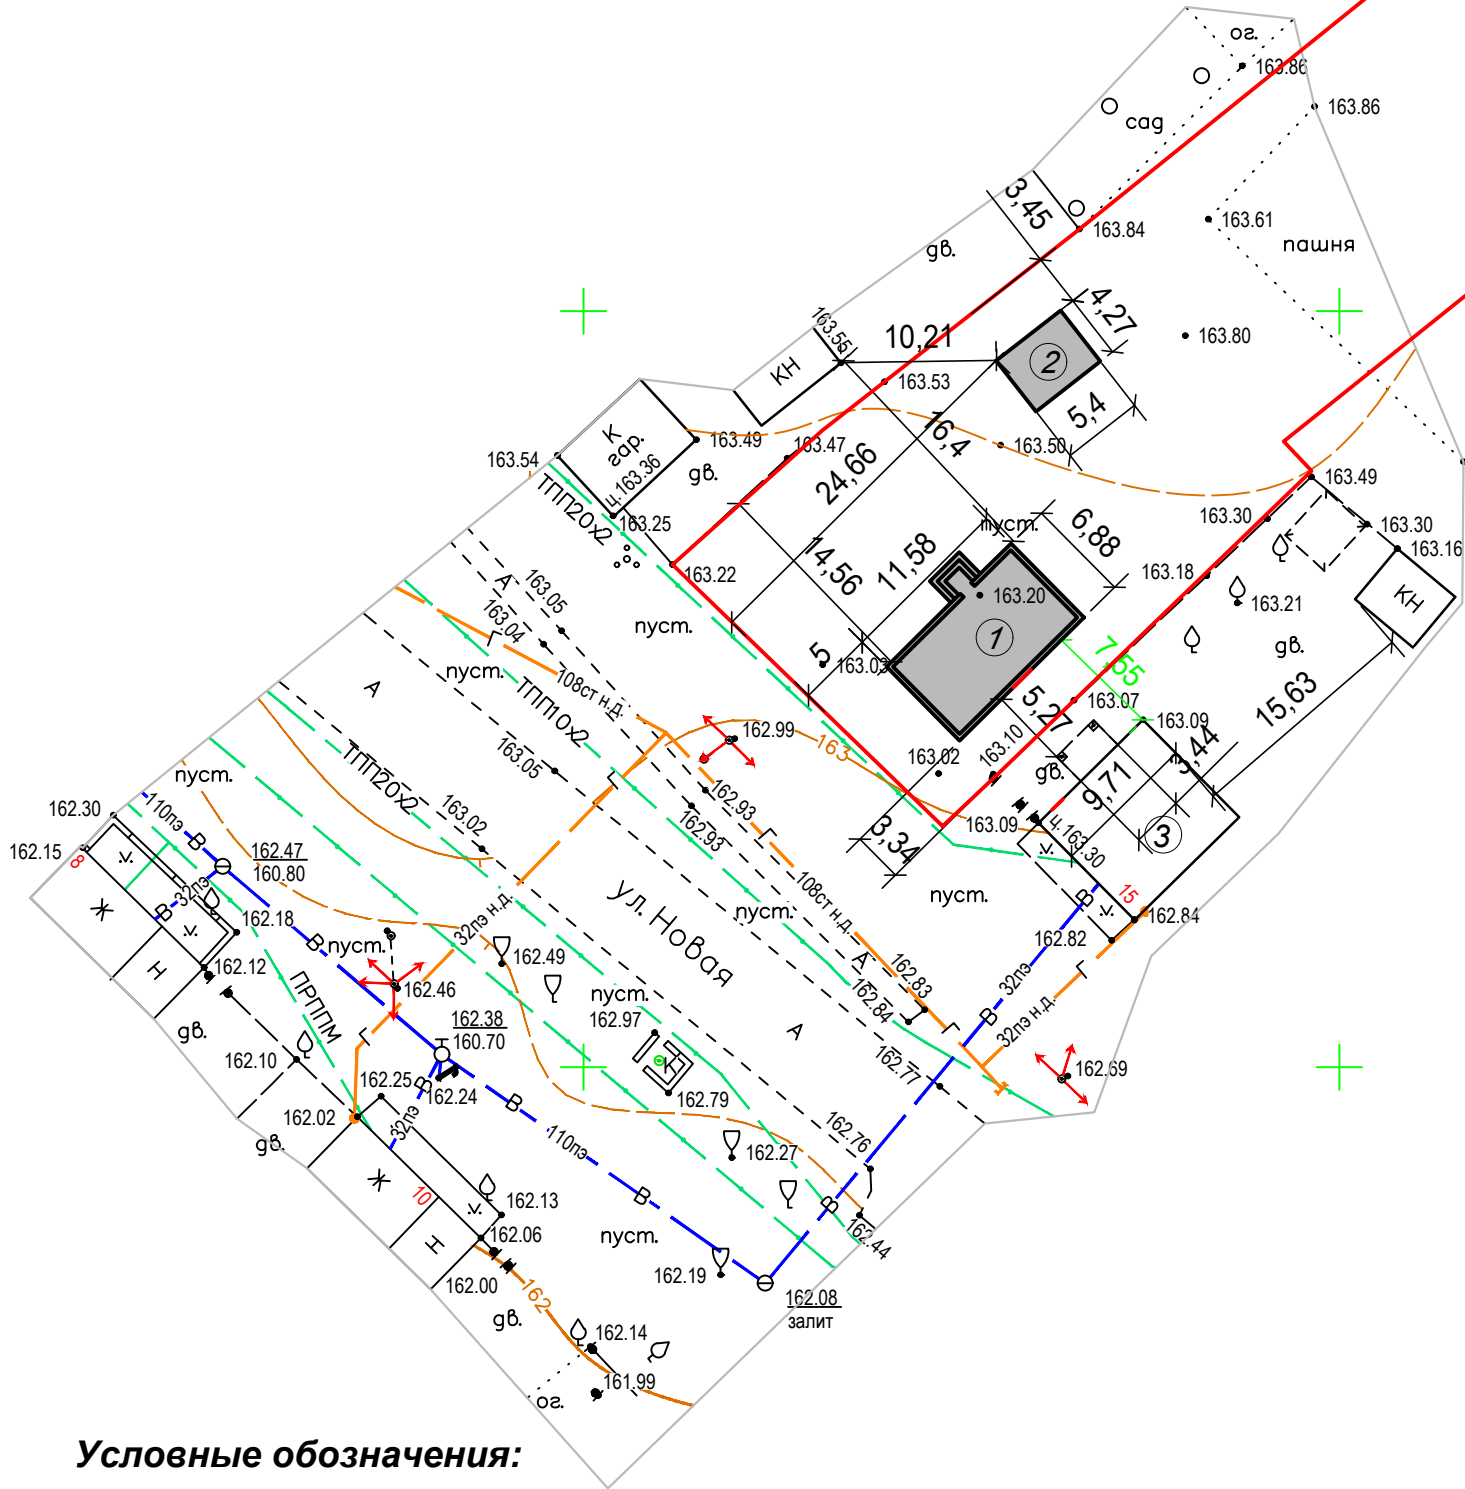 ог.
163.86
163.86
сад
3,45
163.84
163.61
пашня
дв.
4,27
163.55
10,21
2
163.80
КН
163.53
5,4
К
гар.
ц.163.36
163.49
163.47
16,4
163.50
163.54
дв.
24,66
163.49
ТПП20х2
163.25
пуст.
6,88
163.30
163.30
163.16
14,56
11,58
163.22
163.18
А
163.05
163.20
163.21
КН
163.04
пуст.
1
Г
5
163.03
7,55
дв.
пуст.
А
108ст н.д.
ТПП10х2
5,27
163.07
163.09
15,63
162.99
163
163.02
163.10
дв.
3,44
163.05
пуст.
ТПП20х2
Г
162.93
9,71
162.30
110пэ
В
163.02
162.93
Г
163.09
ц.163.30
3
162.15
8
162.47
160.80
3,34
32пэ
В
108ст н.д.
Ж
162.18
32пэ н.д.
ул. Новая
пуст.
пуст.
15
162.84
162.82
В
пуст.
162.49
Н
162.12
А
162.83
32пэ
162.46
ПРППМ
пуст.
162.97
162.84
Г
В
32пэ н.д.
Г
дв.
Г
162.38
160.70
А
162.10
К
162.77
162.69
162.25
В
162.24
В
162.79
162.02
32пэ
110пэ
162.76
дв.
162.27
Ж
10
162.13
В
В
Н
162.06
пуст.
162.44
162.00
162.19
162
162.08
залит
дв.
162.14
161.99
ог.
Условные обозначения: